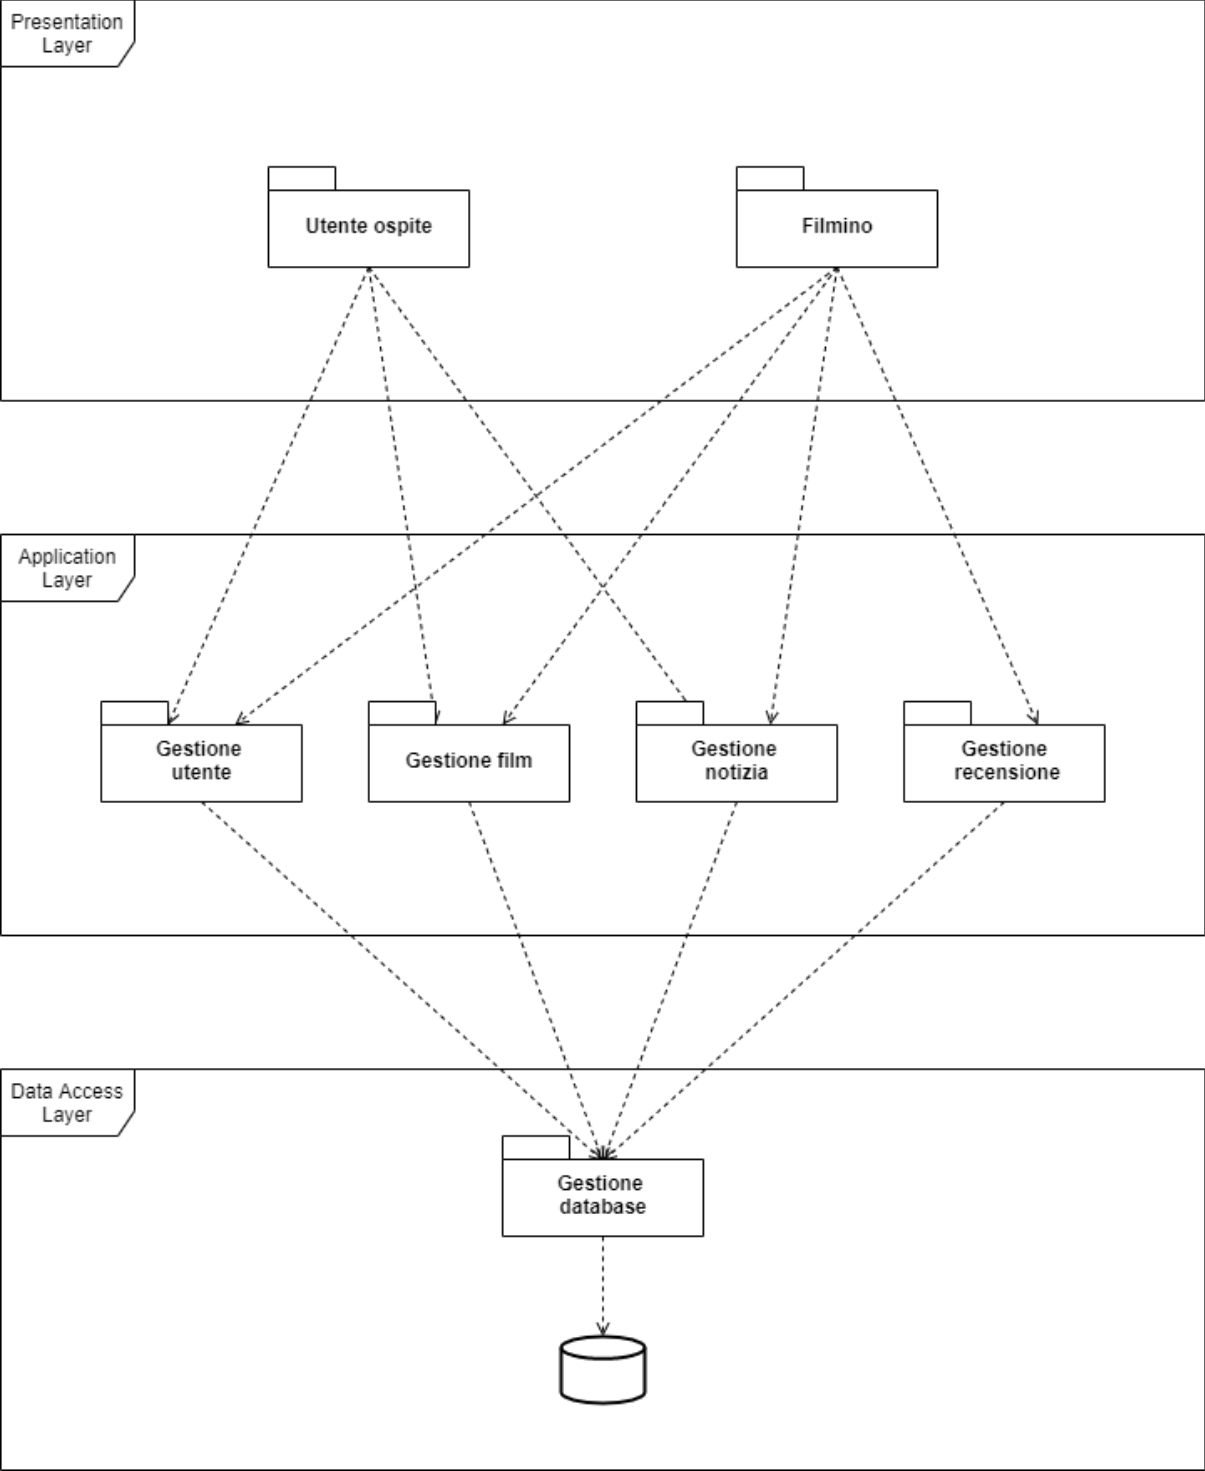 Presentation
Layer
Utente ospite
Filmino
Application
Layer
Gestione
utente
Gestione film
Gestione
notizia
Gestione
recensione
Data Access
Layer
Gestione
database